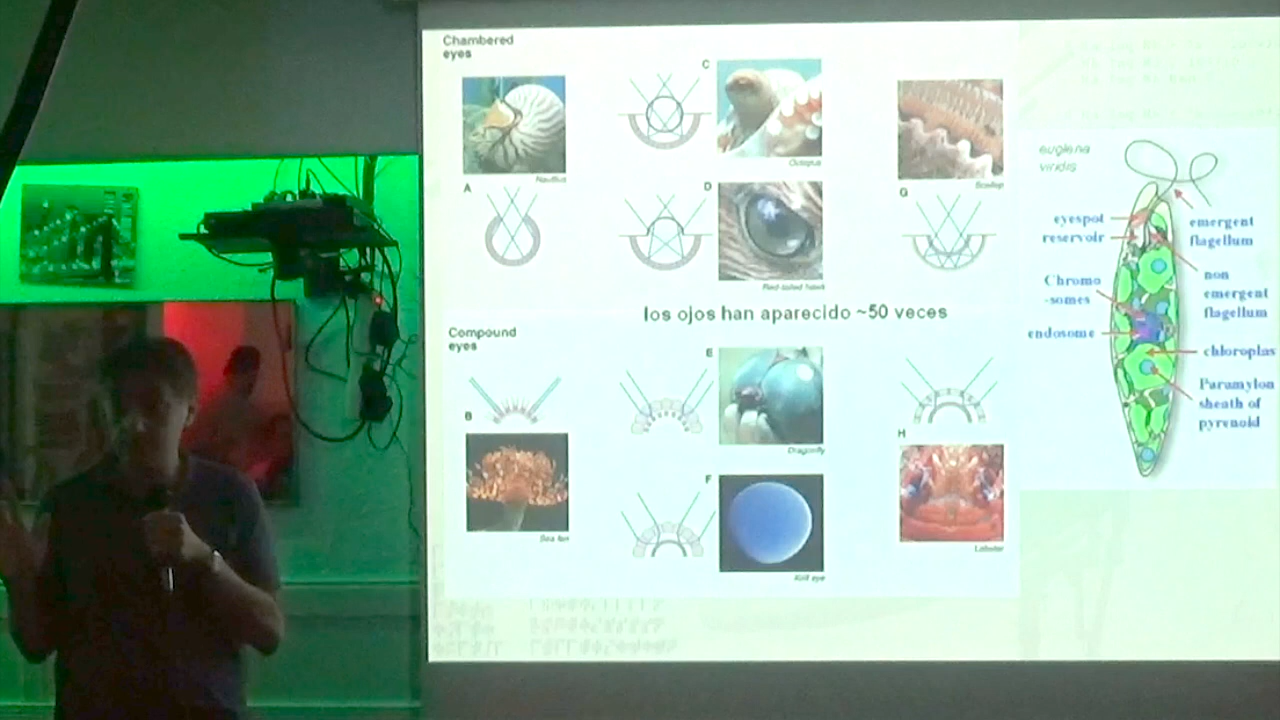 Chambered
eyes
Nautilus
A
C
Octopus
D
Red-tailed hawk
Scallop
G
los ojos han aparecido ~50 veces
Compound
eyes
B
Sea fan
E
Dragonfly
F
Krill eye
H
Lobster
euglena
viridis
eyespot
reservoir
Chromo
-somes
endosome
emergent
flagellum
non
emergent
flagellum
chloroplas
Paramylon
sheath of
pyrenoid